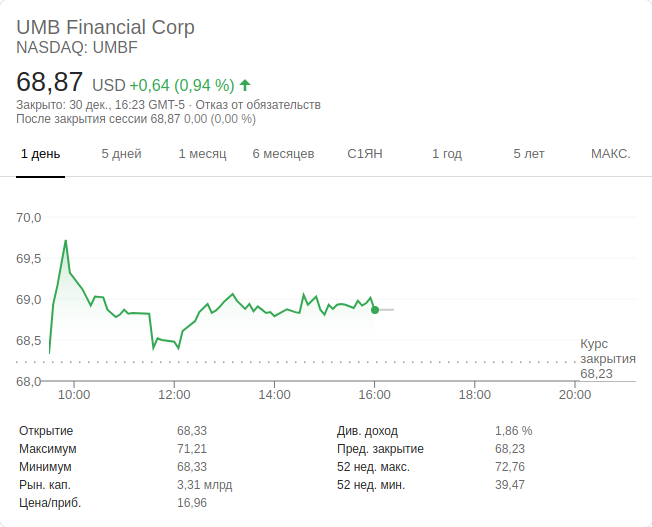 UMB Financial Corp
NASDAQ: UMBF
68,87 USD +0,64 (0,94 %)
Закрыто: 30 дек., 16:23 GMT-5 · Отказ от обязательств
После закрытия сессии 68,87 0,00 (0,00 %)
1 день 5 дней 1 месяц 6 месяцев С1ЯН 1 год 5 лет МАКС.
70,0
69,5
69,0
68,5
68,0
Курс
закрытия
68,23
10:00 12:00 14:00 16:00 18:00 20:00
Открытие 68,33 Див. доход 1,86 %
Максимум 71,21 Пред. закрытие 68,23
Минимум 68,33 52 нед. макс. 72,76
Рын. кап. 3,31 млрд 52 нед. мин. 39,47
Цена/приб. 16,96